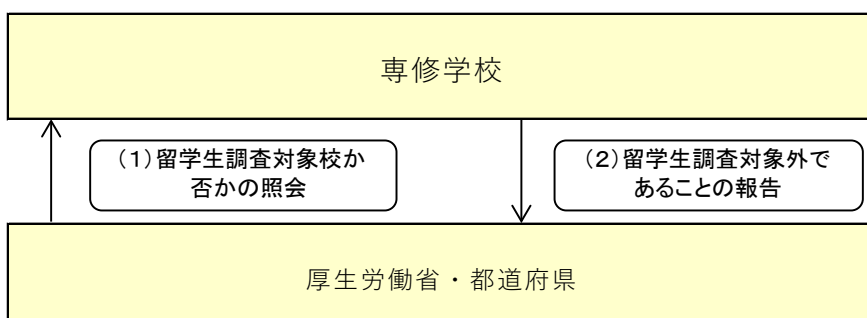 専修学校
(1)留学生調査対象校か
否かの照会
(2)留学生調査対象外で
あることの報告
厚生労働省・都道府県